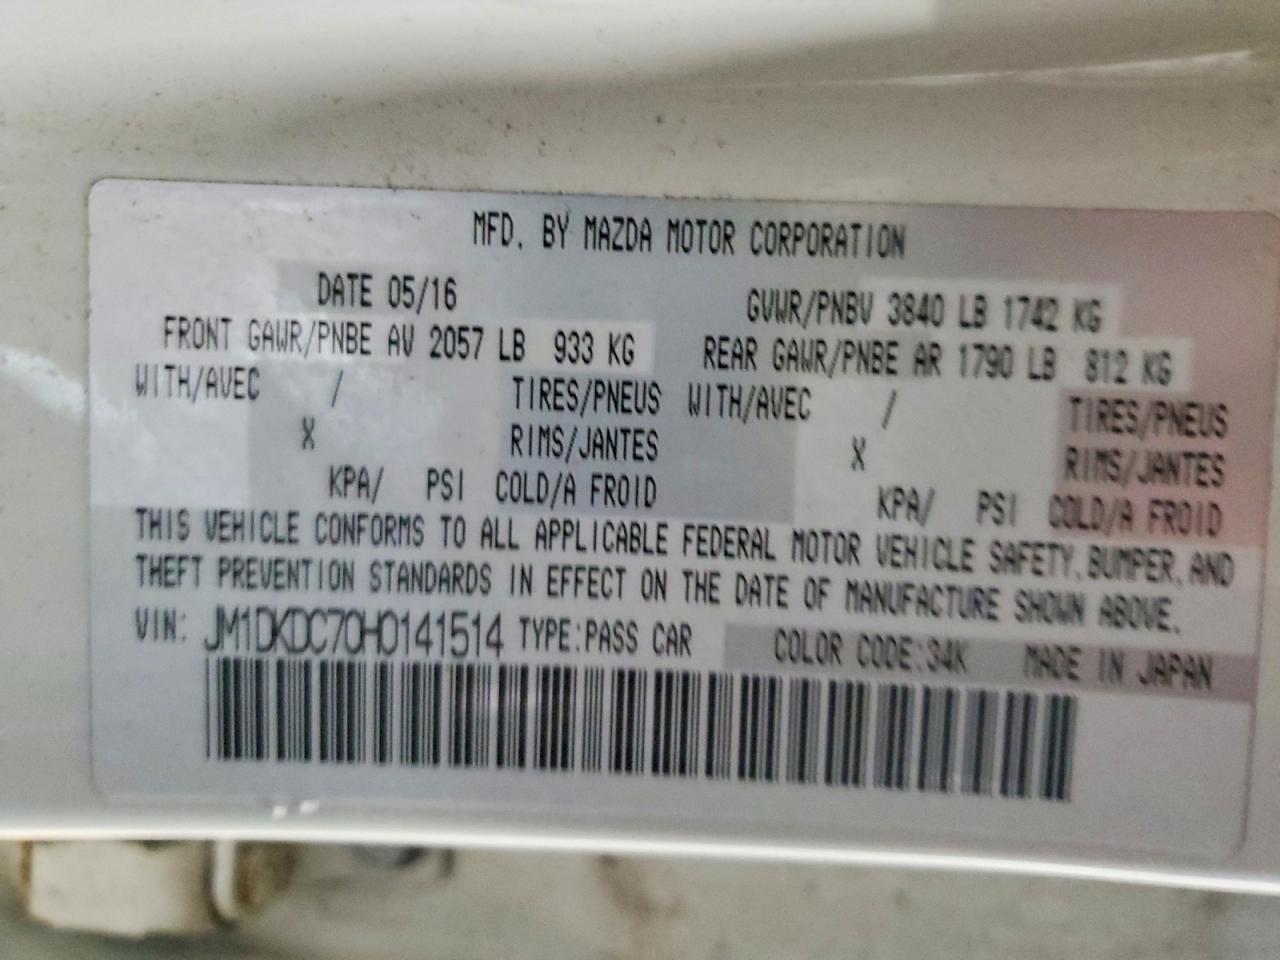 MFD. BY MAZDA MOTOR CORPORATION
DATE 05/16 GVWR/PNBV 3840 LB 1742 KG
FRONT GAWR/PNBE AV 2057 LB 933 KG REAR GAWR/PNBE AR 1790 LB 812 KG
WITH/AVEC / TIRES/PNEUS WITH/AVEC / TIRES/PNEUS
X RIMS/JANTES X RIMS/JANTES
KPA/ PSI COLD/A FROID KPA/ PSI COLD/A FROID
THIS VEHICLE CONFORMS TO ALL APPLICABLE FEDERAL MOTOR VEHICLE SAFETY, BUMPER, AND
THEFT PREVENTION STANDARDS IN EFFECT ON THE DATE OF MANUFACTURE SHOWN ABOVE.
VIN: JM1DKDC70H0141514 TYPE:PASS CAR COLOR CODE:34K MADE IN JAPAN